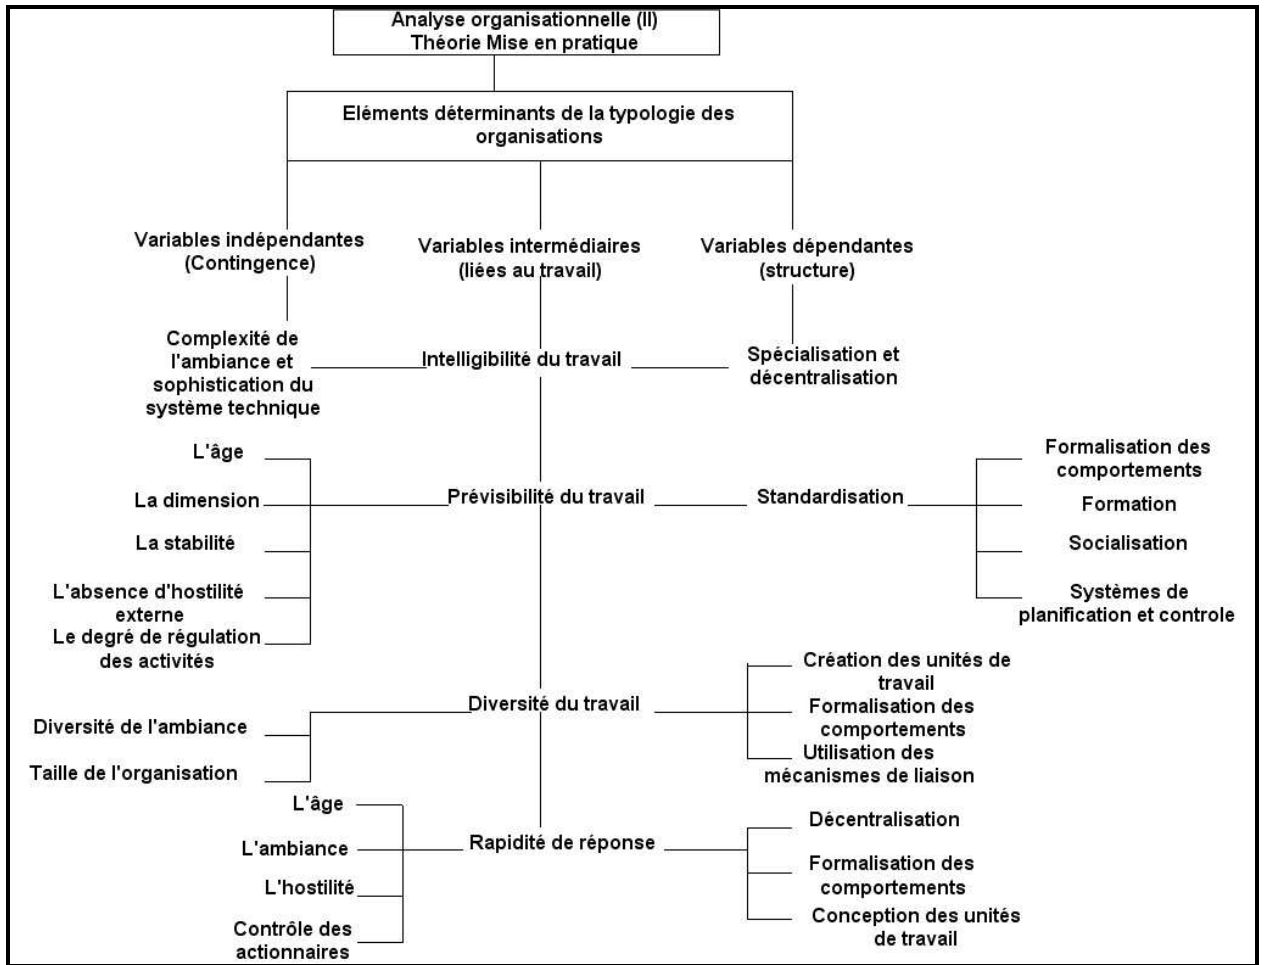 Analyse organisationnelle (II)
Théorie Mise en pratique
Eléments déterminants de la typologie des
organisations
Variables indépendantes
(Contingence)
Variables intermédiaires
(liées au travail)
Variables dépendantes
(structure)
Complexité de
l'ambiance et
sophistication du
système technique
Intelligibilité du travail
Spécialisation et
décentralisation
L'âge
La dimension
La stabilité
L'absence d'hostilité
externe
Le degré de régulation
des activités
Prévisibilité du travail
Standardisation
Formalisation des
comportements
Formation
Socialisation
Systèmes de
planification et controle
Diversité de l'ambiance
Taille de l'organisation
Diversité du travail
Création des unités de
travail
Formalisation des
comportements
Utilisation des
mécanismes de liaison
L'âge
L'ambiance
L'hostilité
Contrôle des
actionnaires
Rapidité de réponse
Décentralisation
Formalisation des
comportements
Conception des unités
de travail